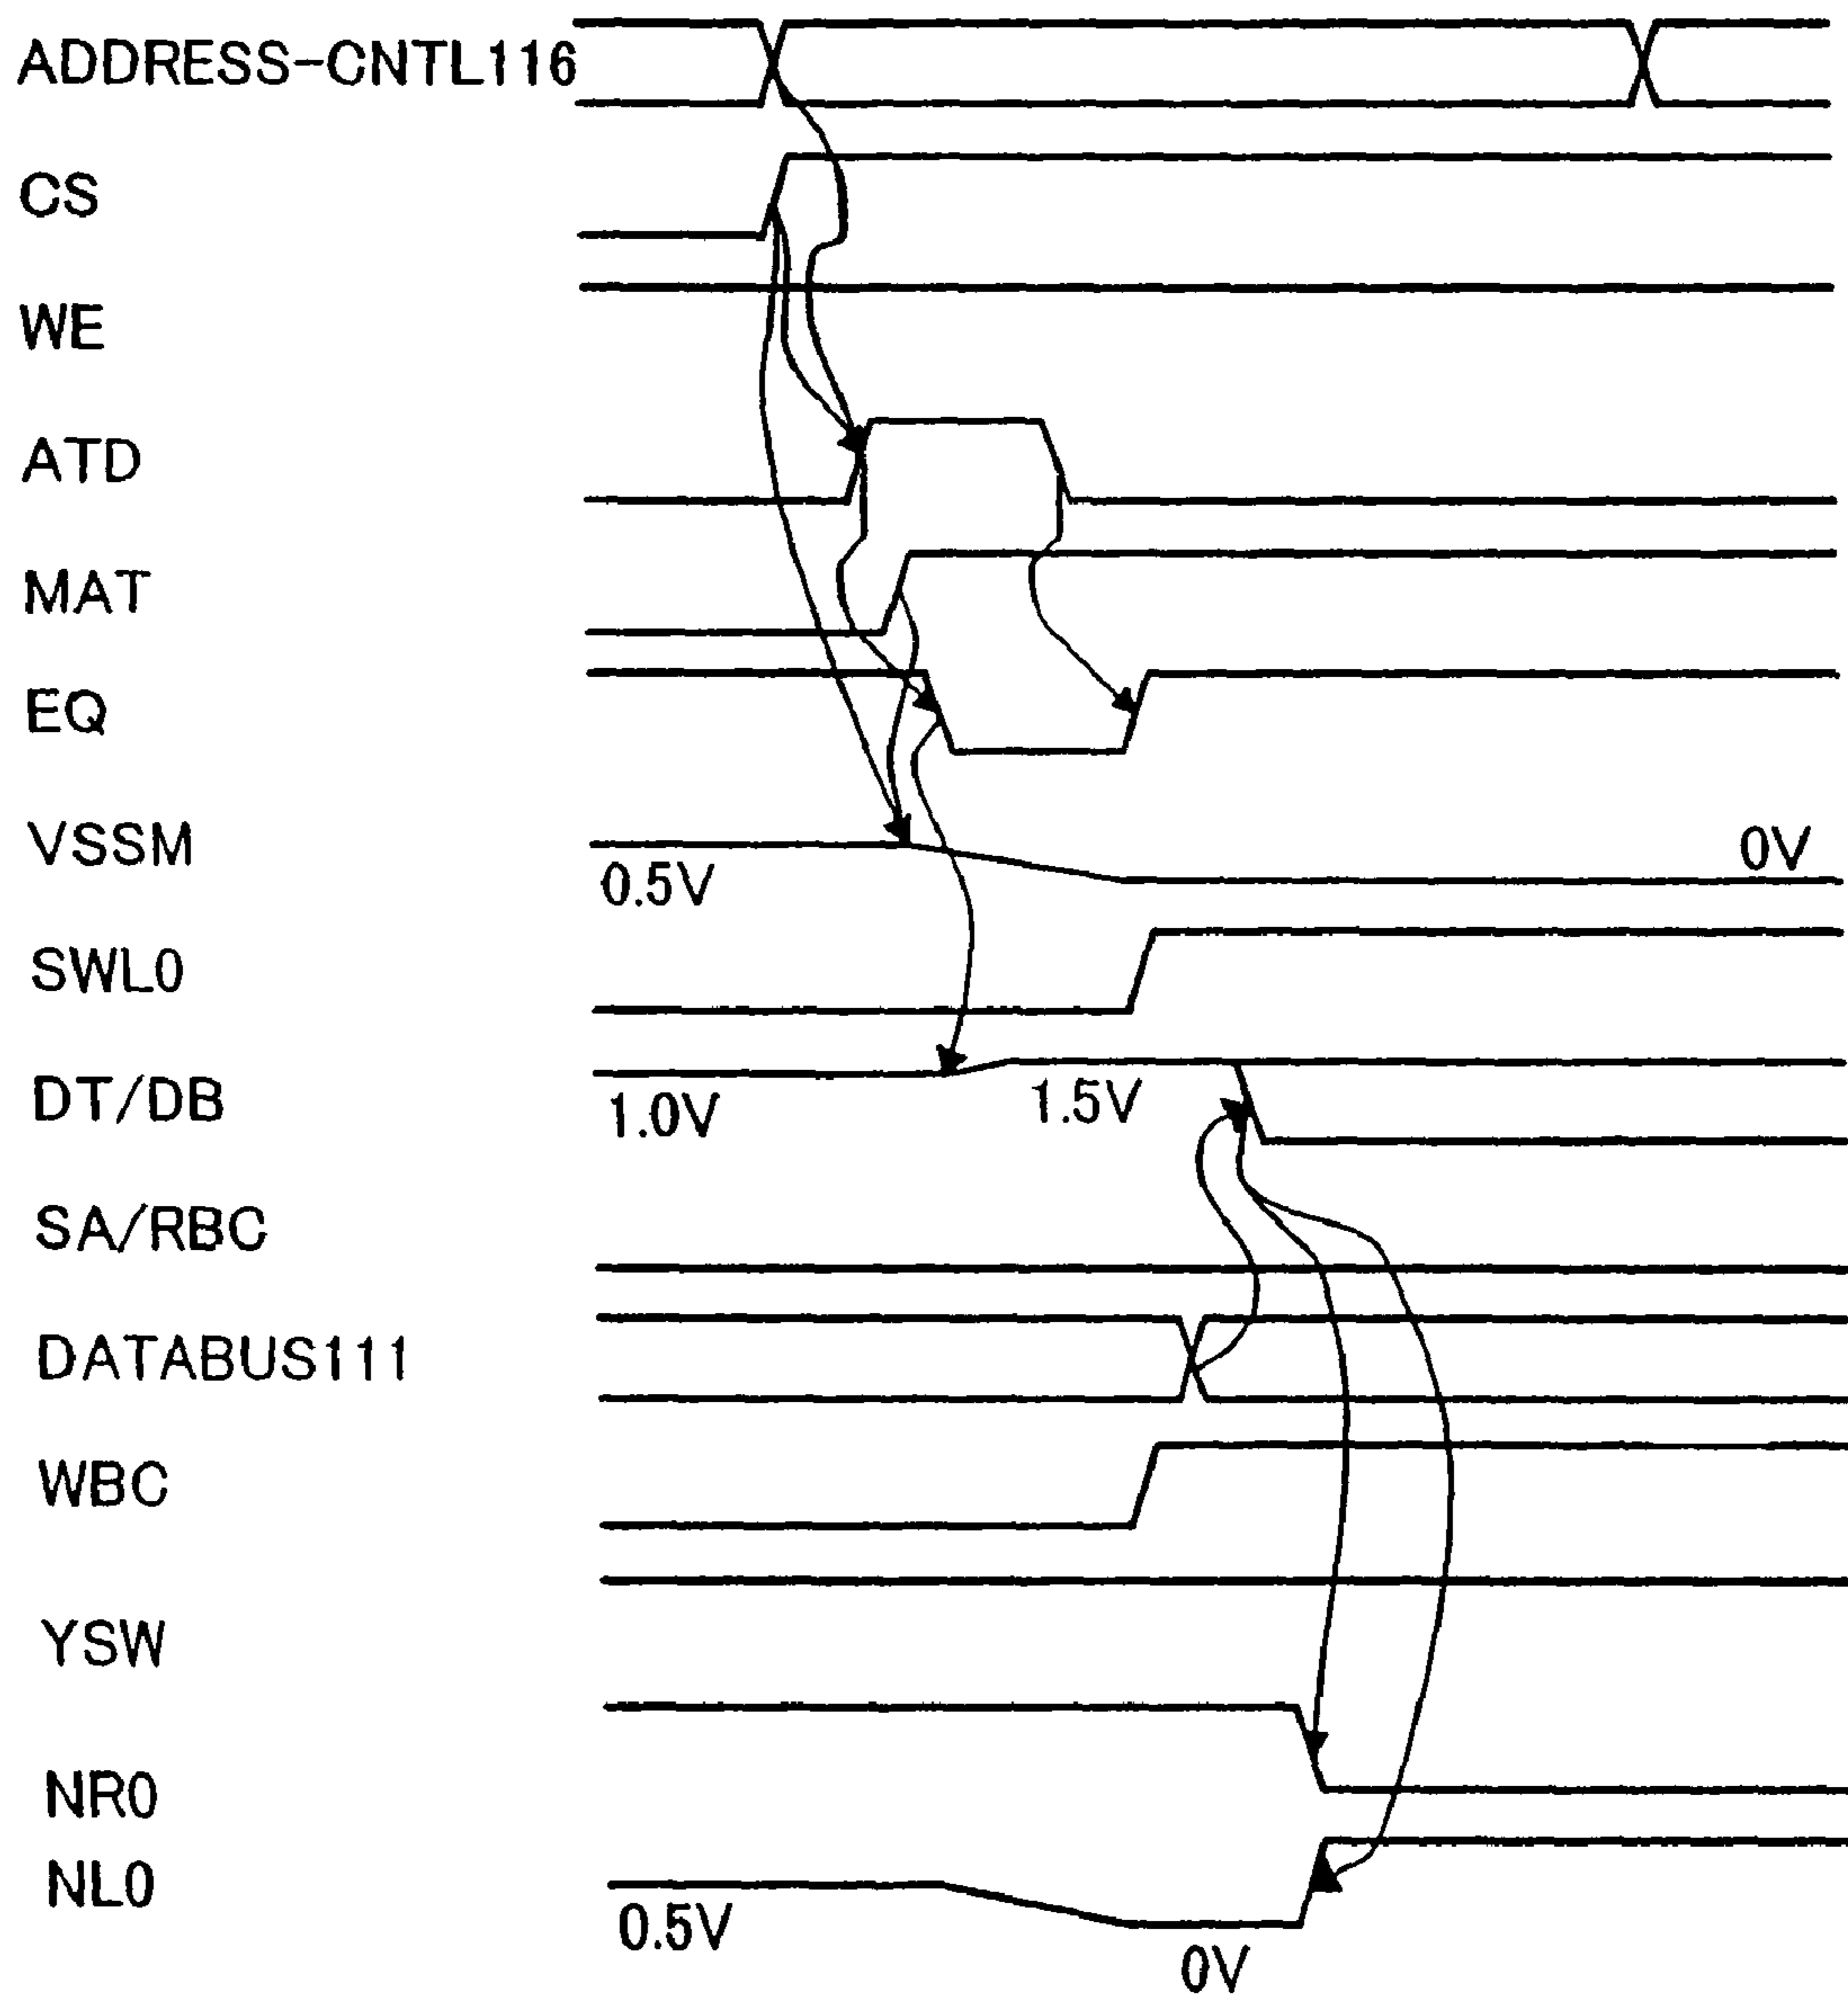 ADDRESS-CNTL116
CS
WE
ATD
MAT
EQ
VSSM
0.5V
0V
SWL0
DT/DB
1.0V
1.5V
SA/RBC
DATABUS111
WBC
YSW
NR0
NL0
0.5V
0V